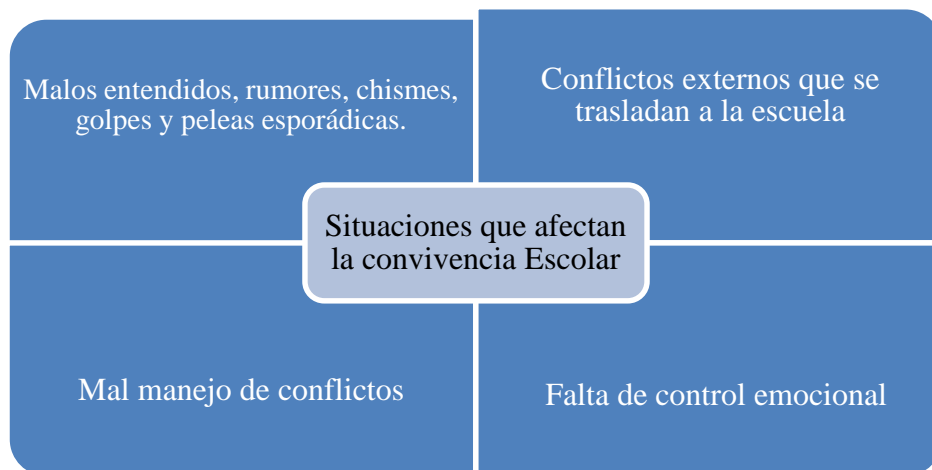 Malos entendidos, rumores, chismes,
golpes y peleas esporádicas.
Conflictos externos que se
trasladan a la escuela
Situaciones que afectan
la convivencia Escolar
Mal manejo de conflictos
Falta de control emocional